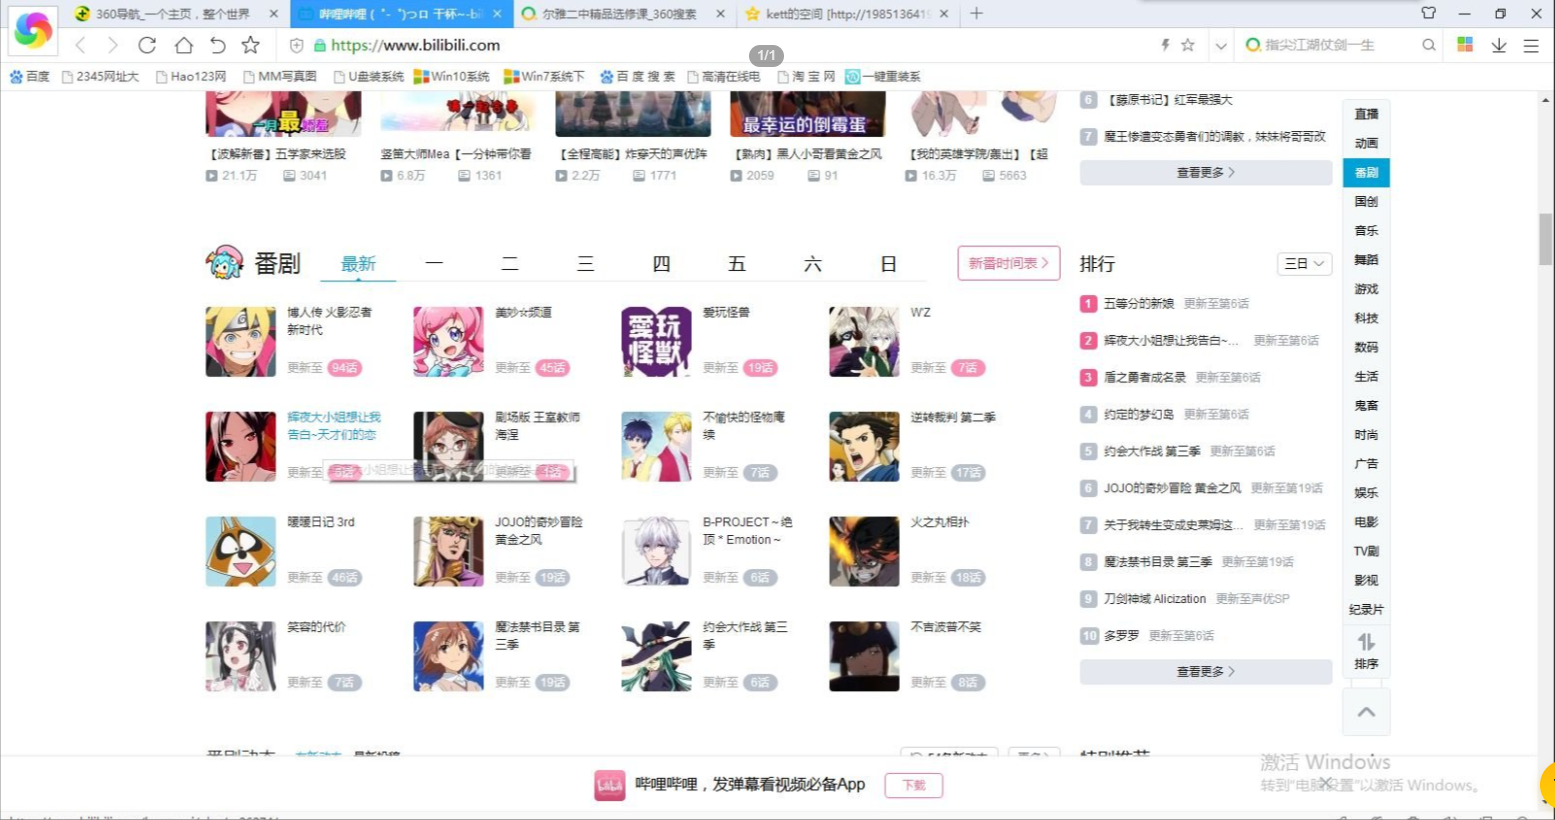 360导航_一个主页，整个世界
哔哩哔哩 ( ゜- ゜)つロ 干杯~-bi
尔雅二中精品选修课_360搜索
kett的空间 [http://1985136419
https://www.bilibili.com
指尖江湖仗剑一生
1/1
百度
2345网址大
Hao123网
MM写真图
U盘装系统
Win10系统
Win7系统下
百 度 搜 索
高清在线电
淘 宝 网
一键重装系
一月最
请一起去唱
最幸运的倒霉蛋
【波解新番】五学家来选股
21.1万 3041
竖笛大师Mea【一分钟带你看
6.8万 1361
【全程高能】炸穿天的声优阵
2.2万 1771
【熟肉】黑人小哥看黄金之风
2059 91
【我的英雄学院/轰出】【超
16.3万 5663
6 【藤原书记】红军最强大
7 魔王惨遭变态勇者们的调教，妹妹将哥哥改
查看更多 >
番剧
最新 一 二 三 四 五 六 日
新番时间表 >
博人传 火影忍者
新时代
更新至 94话
美妙☆频道
更新至 45话
愛玩
怪獣
爱玩怪兽
更新至 19话
W'Z
更新至 7话
辉夜大小姐想让我
告白~天才们的恋
更新至
剧场版 王室教师
海涅
不愉快的怪物庵
续
更新至 7话
逆转裁判 第二季
更新至 17话
暖暖日记 3rd
更新至 46话
JOJO的奇妙冒险
黄金之风
更新至 19话
B-PROJECT～绝
顶＊Emotion～
更新至 6话
火之丸相扑
更新至 18话
笑容的代价
更新至 7话
魔法禁书目录 第
三季
更新至 19话
约会大作战 第三
季
更新至 6话
不吉波普不笑
更新至 8话
排行
三日
1 五等分的新娘 更新至第6话
2 辉夜大小姐想让我告白~... 更新至第6话
3 盾之勇者成名录 更新至第6话
4 约定的梦幻岛 更新至第6话
5 约会大作战 第三季 更新至第6话
6 JOJO的奇妙冒险 黄金之风 更新至第19话
7 关于我转生变成史莱姆这... 更新至第19话
8 魔法禁书目录 第三季 更新至第19话
9 刀剑神域 Alicization 更新至声优SP
10 多罗罗 更新至第6话
查看更多 >
直播
动画
番剧
国创
音乐
舞蹈
游戏
科技
数码
生活
鬼畜
时尚
广告
娱乐
电影
TV剧
影视
纪录片
排序
哔哩哔哩，发弹幕看视频必备App
下载
激活 Windows
转到“电脑设置”以激活 Windows。